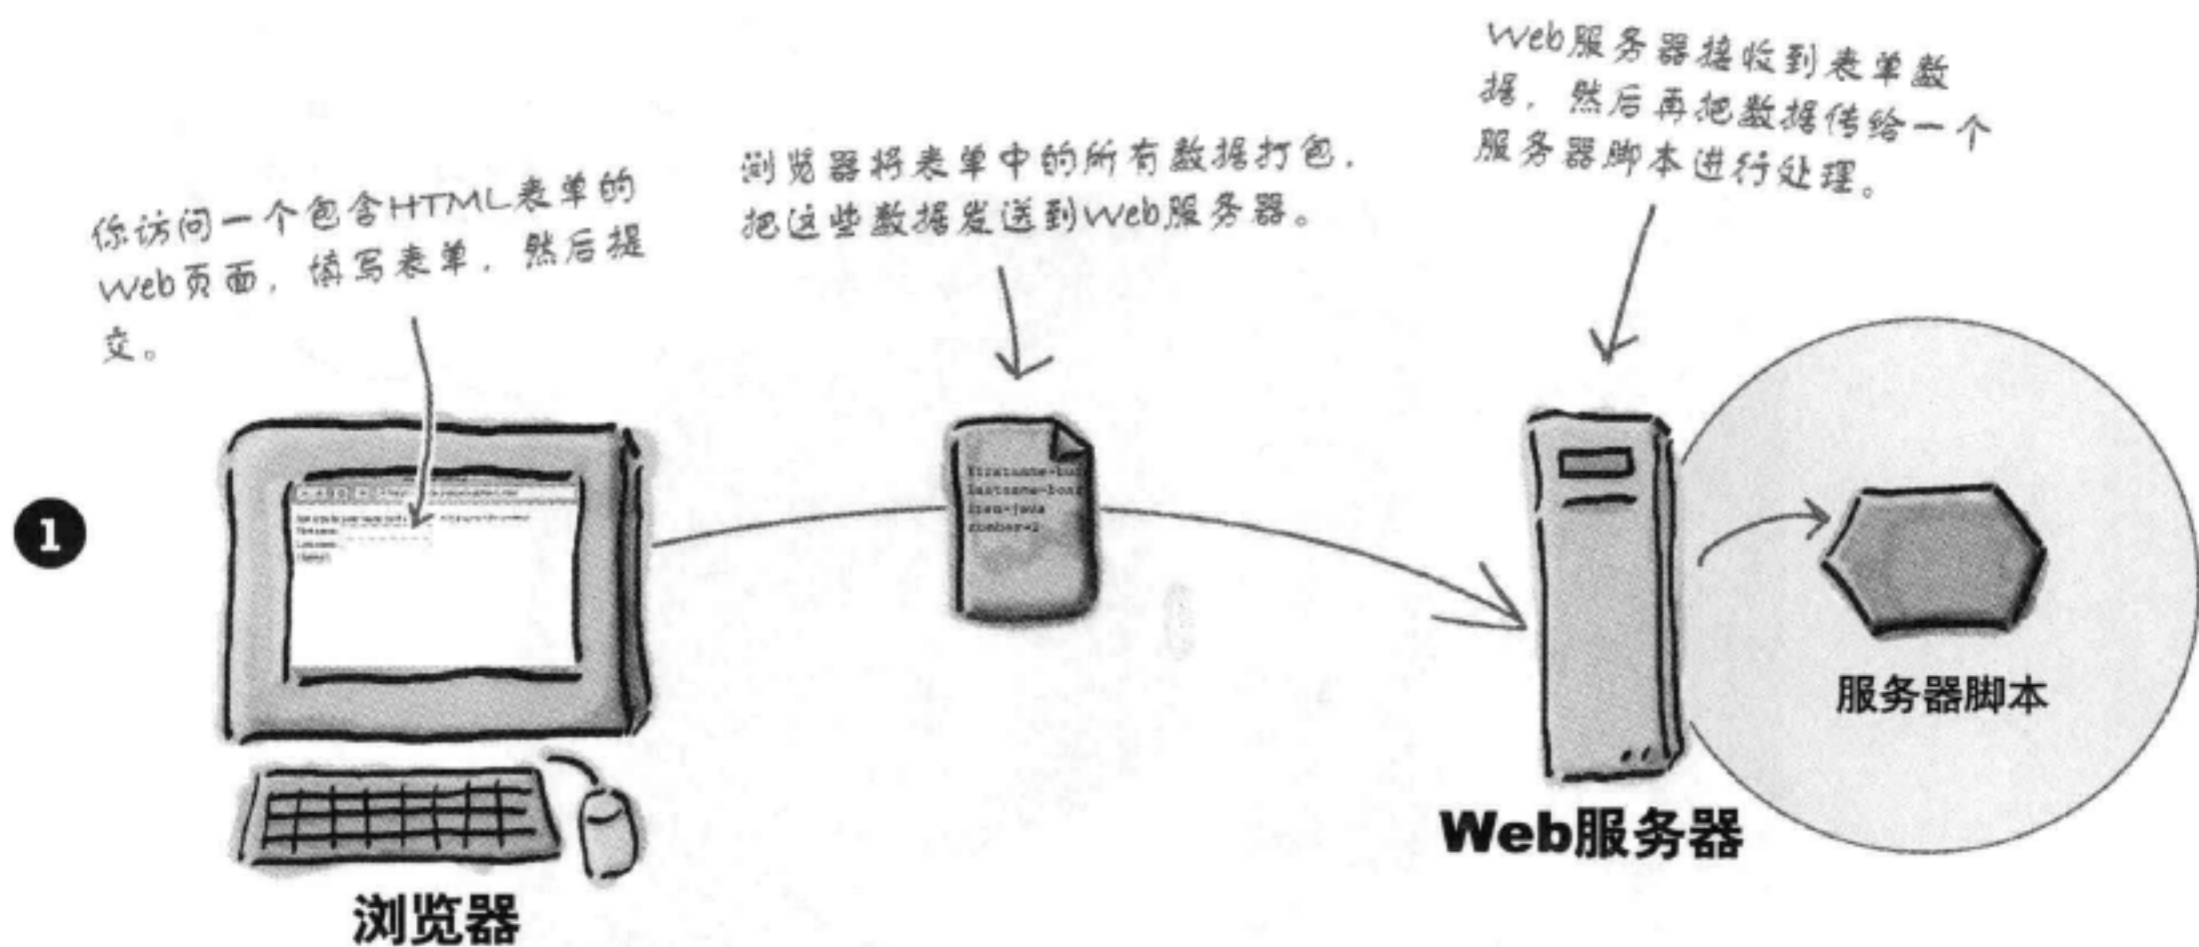 你访问一个包含HTML表单的
Web页面，填写表单，然后提
交。
浏览器将表单中的所有数据打包，
把这些数据发送到Web服务器。
Web服务器接收到表单数
据，然后再把数据传给一个
服务器脚本进行处理。
1
服务器脚本
Web服务器
浏览器